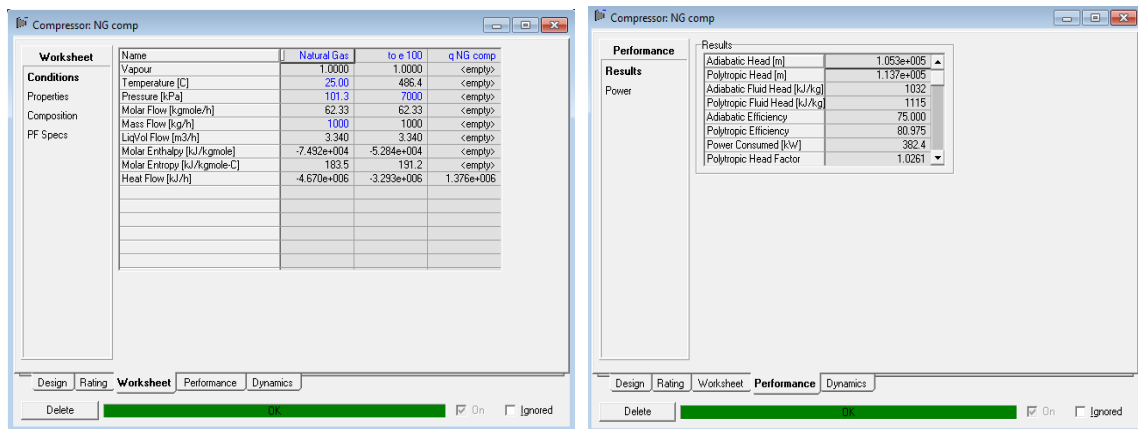 Compressor: NG comp
Worksheet
Conditions
Properties
Composition
PF Specs
Name Natural Gas to e 100 q NG comp
Vapour 1.0000 1.0000 <empty>
Temperature [C] 25.00 486.4 <empty>
Pressure [kPa] 101.3 7000 <empty>
Molar Flow [kgmole/h] 62.33 62.33 <empty>
Mass Flow [kg/h] 1000 1000 <empty>
LiqVol Flow [m3/h] 3.340 3.340 <empty>
Molar Enthalpy [kJ/kgmole] -7.492e+004 -5.284e+004 <empty>
Molar Entropy [kJ/kgmole-C] 183.5 191.2 <empty>
Heat Flow [kJ/h] -4.670e+006 -3.293e+006 1.376e+006
Design Rating Worksheet Performance Dynamics
Delete OK On Ignored
Compressor: NG comp
Performance
Results
Power
Results
Adiabatic Head [m] 1.053e+005
Polytropic Head [m] 1.137e+005
Adiabatic Fluid Head [kJ/kg] 1032
Polytropic Fluid Head [kJ/kg] 1115
Adiabatic Efficiency 75.000
Polytropic Efficiency 80.975
Power Consumed [kW] 382.4
Polytropic Head Factor 1.0261
Design Rating Worksheet Performance Dynamics
Delete OK On Ignored